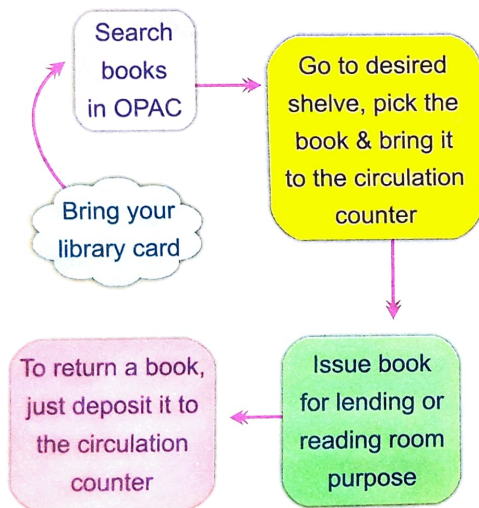 Bring your
library card
Search
books
in OPAC
Go to desired
shelve, pick the
book & bring it
to the circulation
counter
Issue book
for lending or
reading room
purpose
To return a book,
just deposit it to
the circulation
counter